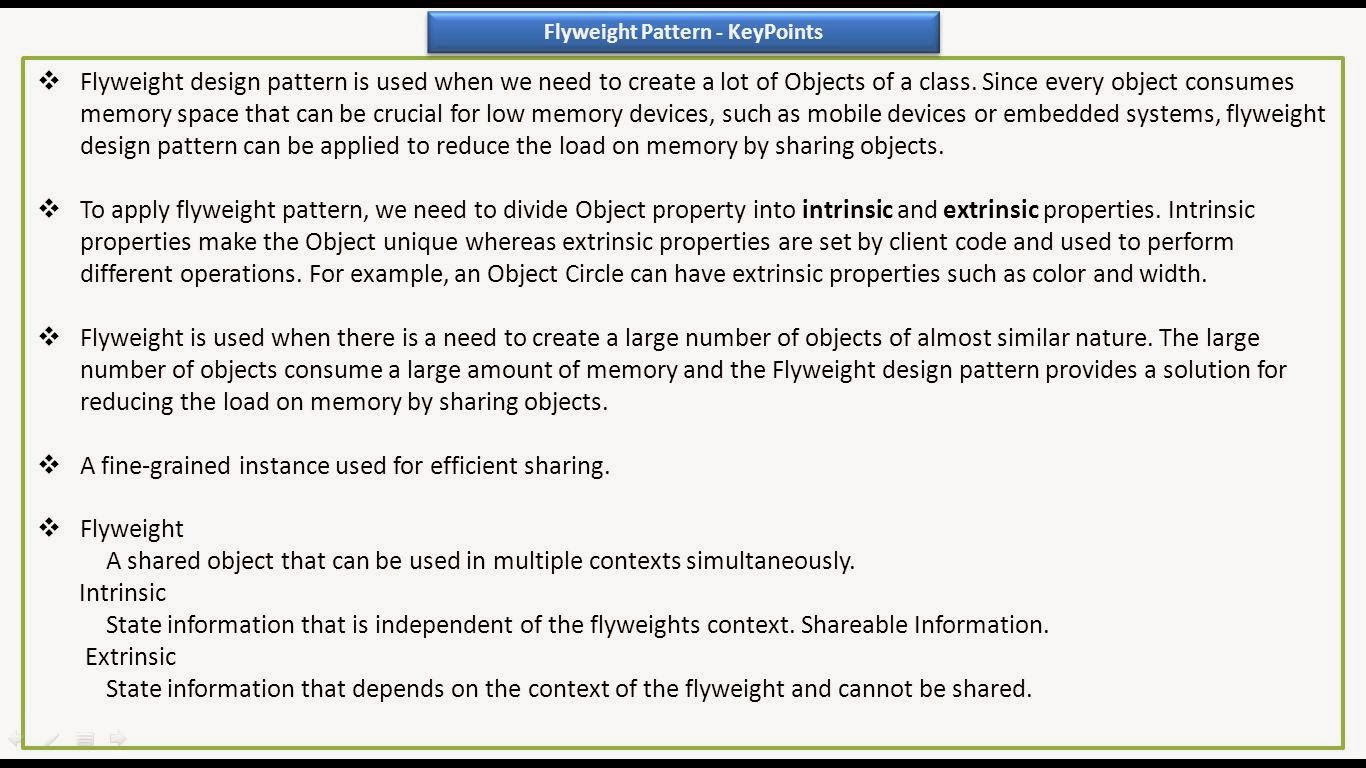 Flyweight Pattern - KeyPoints
❖ Flyweight design pattern is used when we need to create a lot of Objects of a class. Since every object consumes
memory space that can be crucial for low memory devices, such as mobile devices or embedded systems, flyweight
design pattern can be applied to reduce the load on memory by sharing objects.
❖ To apply flyweight pattern, we need to divide Object property into intrinsic and extrinsic properties. Intrinsic
properties make the Object unique whereas extrinsic properties are set by client code and used to perform
different operations. For example, an Object Circle can have extrinsic properties such as color and width.
❖ Flyweight is used when there is a need to create a large number of objects of almost similar nature. The large
number of objects consume a large amount of memory and the Flyweight design pattern provides a solution for
reducing the load on memory by sharing objects.
❖ A fine-grained instance used for efficient sharing.
❖ Flyweight
A shared object that can be used in multiple contexts simultaneously.
Intrinsic
State information that is independent of the flyweights context. Shareable Information.
Extrinsic
State information that depends on the context of the flyweight and cannot be shared.